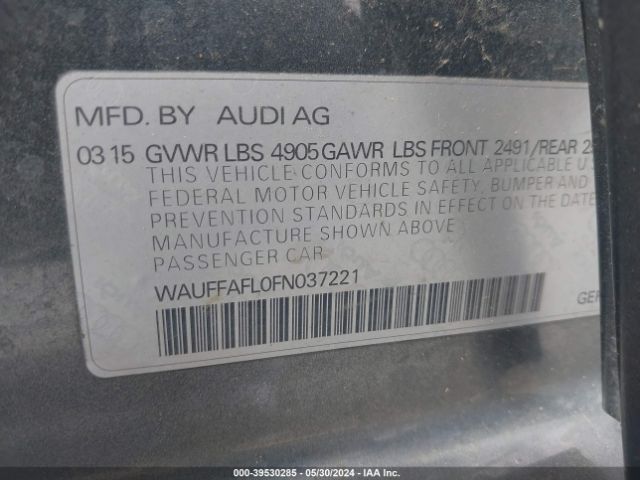 MFD. BY AUDI AG
03 15 GVWR LBS 4905 GAWR LBS FRONT 2491/REAR
THIS VEHICLE CONFORMS TO ALL APPLICABLE U
FEDERAL MOTOR VEHICLE SAFETY, BUMPER AND
PREVENTION STANDARDS IN EFFECT ON THE DATE
MANUFACTURE SHOWN ABOVE
PASSENGER CAR
WAUFFAFL0FN037221
000-39530285 - 05/30/2024 - IAA Inc.